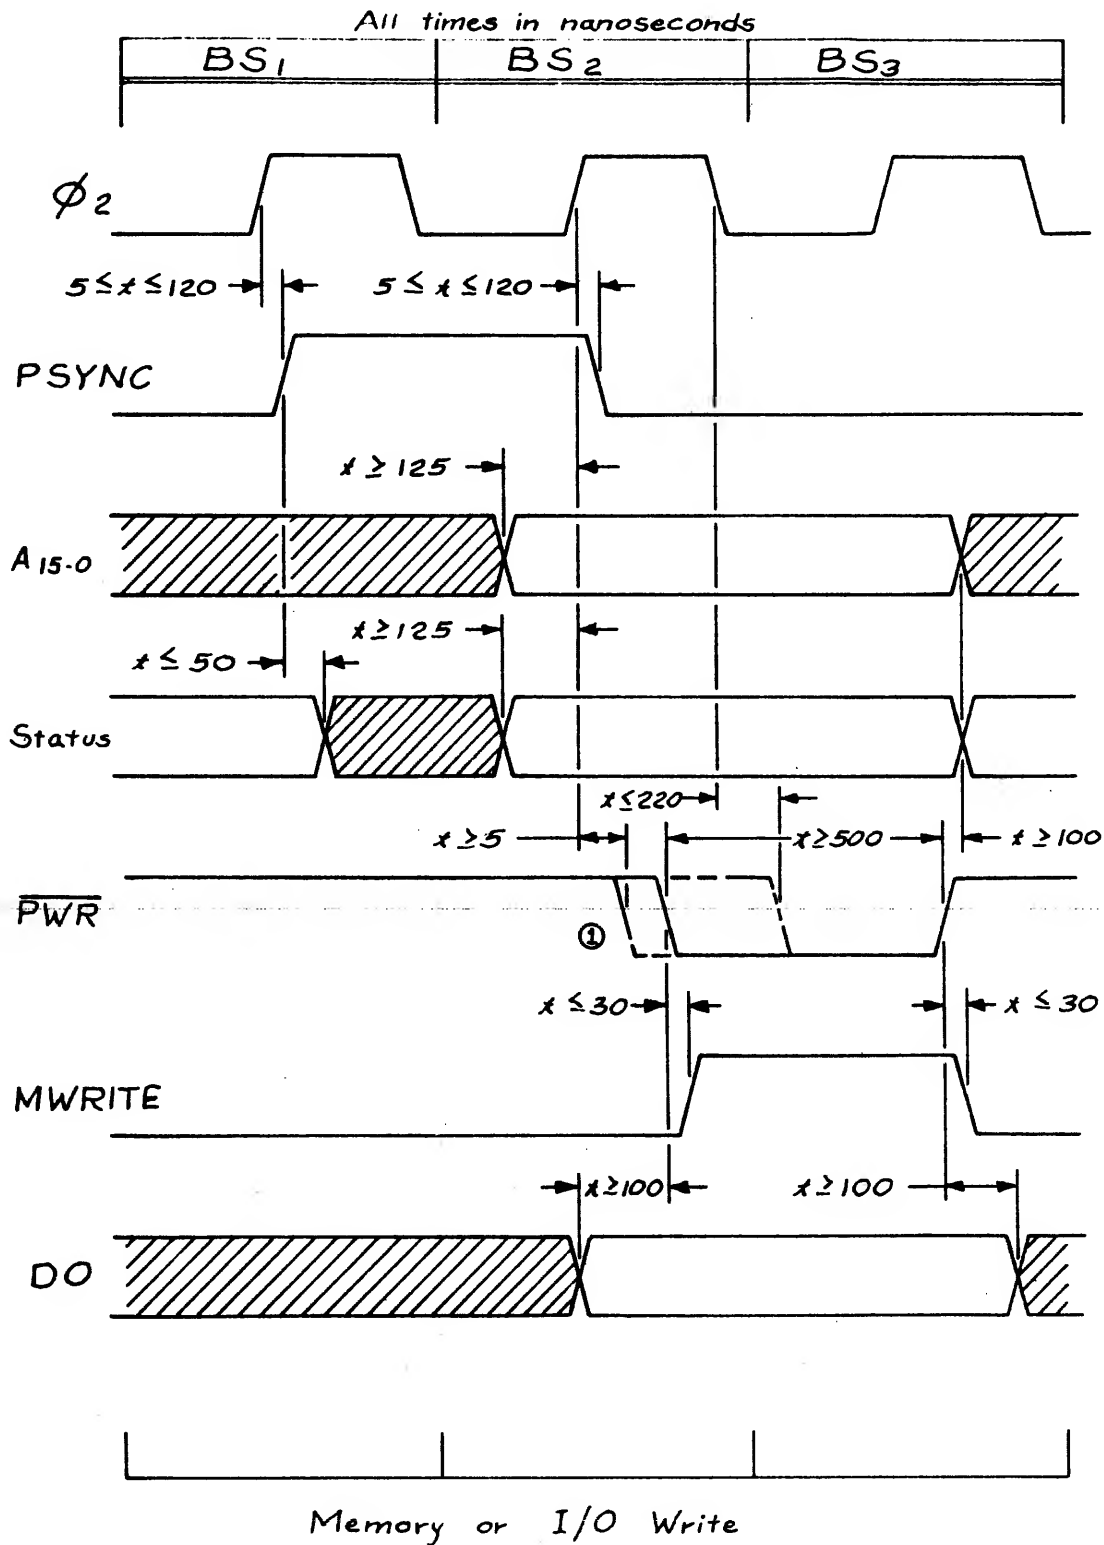 All times in nanoseconds
BS₁ BS₂ BS₃
ϕ₂
5 ≤ t ≤ 120 5 ≤ t ≤ 120
PSYNC
t ≥ 125
A₁₅₋₀
t ≥ 125
t ≤ 50
Status
t ≤ 220
t ≥ 5 t ≥ 500 t ≥ 100
P̅W̅R̅
①
t ≤ 30 t ≤ 30
MWRITE
t ≥ 100 t ≥ 100
DO
Memory or I/O Write